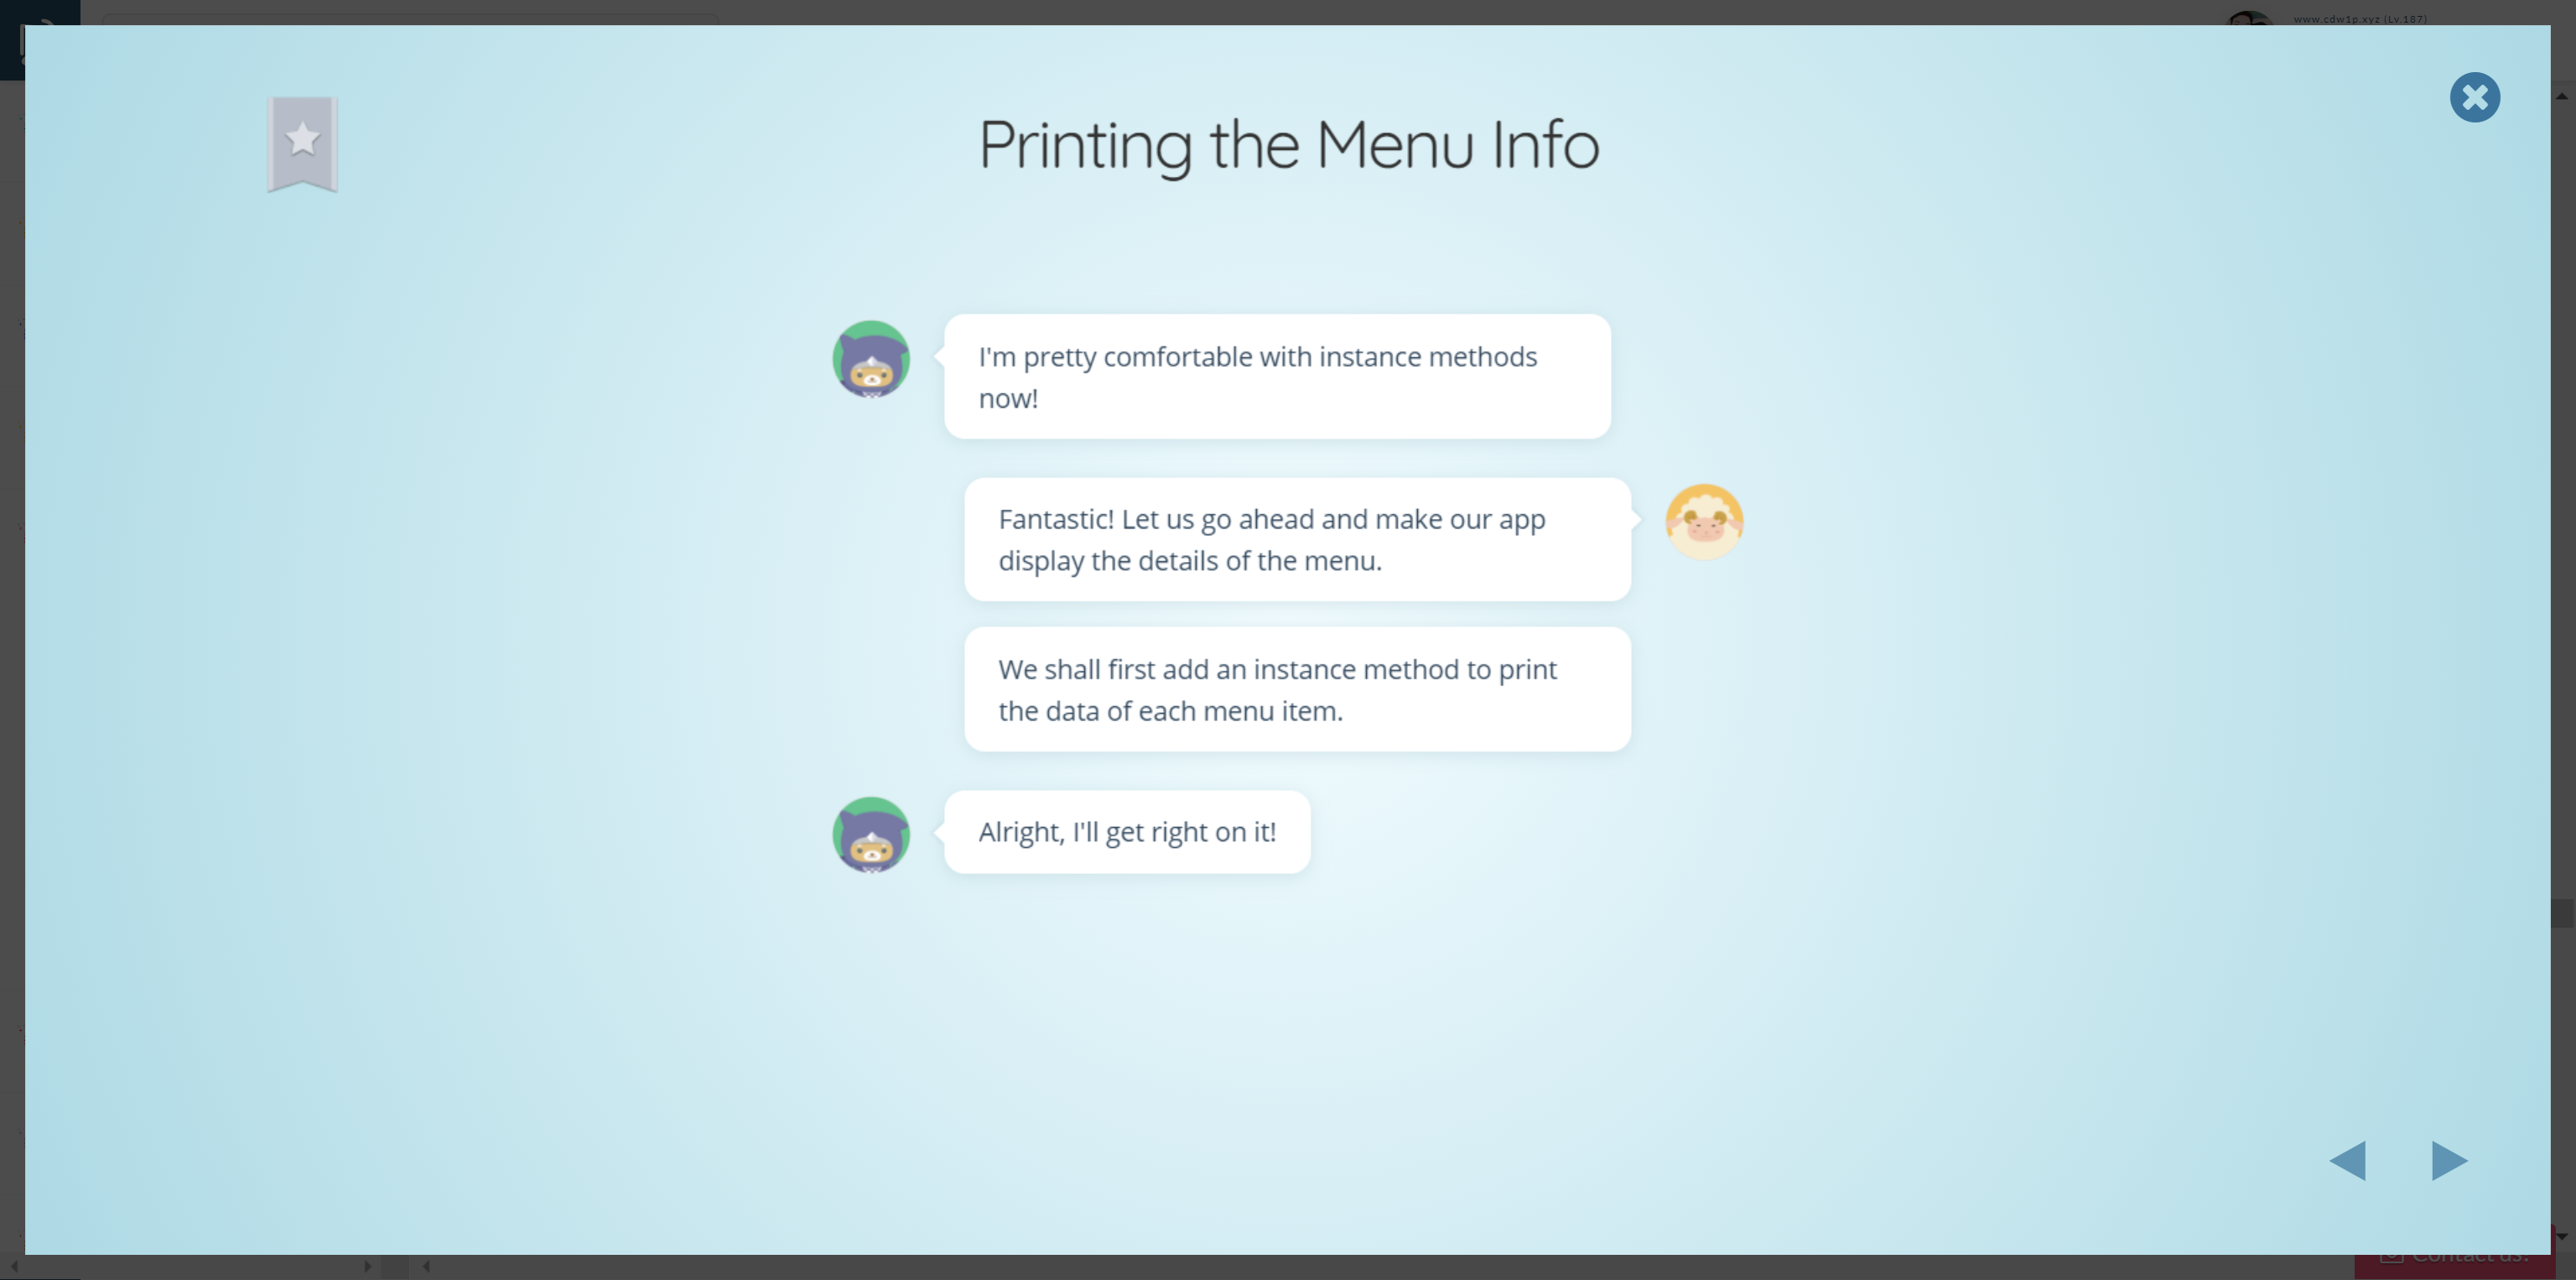 www.cdw1p.xyz (Lv.187)
Printing the Menu Info
I'm pretty comfortable with instance methods
now!
Fantastic! Let us go ahead and make our app
display the details of the menu.
We shall first add an instance method to print
the data of each menu item.
Alright, I'll get right on it!
Contact us!